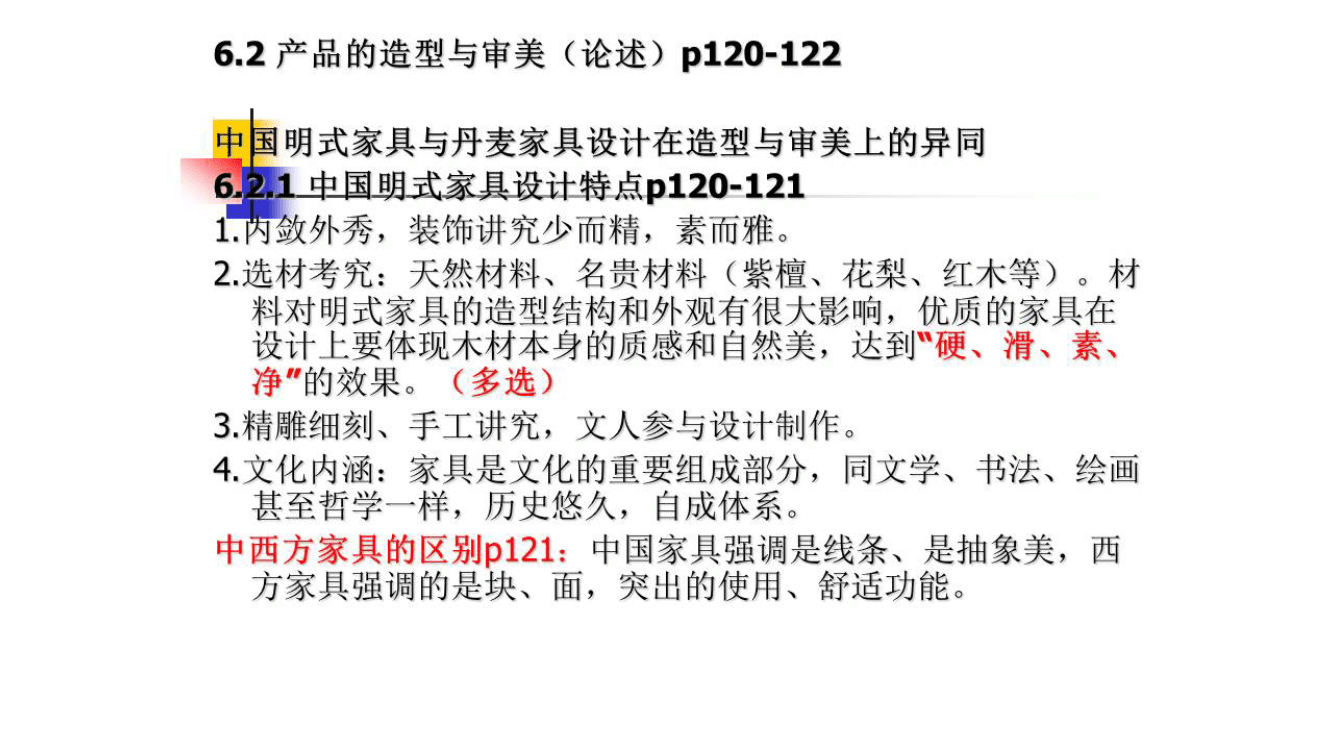 6.2 产品的造型与审美（论述）p120-122
中国明式家具与丹麦家具设计在造型与审美上的异同
6.2.1 中国明式家具设计特点p120-121
1.内敛外秀，装饰讲究少而精，素而雅。
2.选材考究：天然材料、名贵材料（紫檀、花梨、红木等）。材
料对明式家具的造型结构和外观有很大影响，优质的家具在
设计上要体现木材本身的质感和自然美，达到“硬、滑、素、
净”的效果。（多选）
3.精雕细刻、手工讲究，文人参与设计制作。
4.文化内涵：家具是文化的重要组成部分，同文学、书法、绘画
甚至哲学一样，历史悠久，自成体系。
中西方家具的区别p121：中国家具强调是线条、是抽象美，西
方家具强调的是块、面，突出的使用、舒适功能。